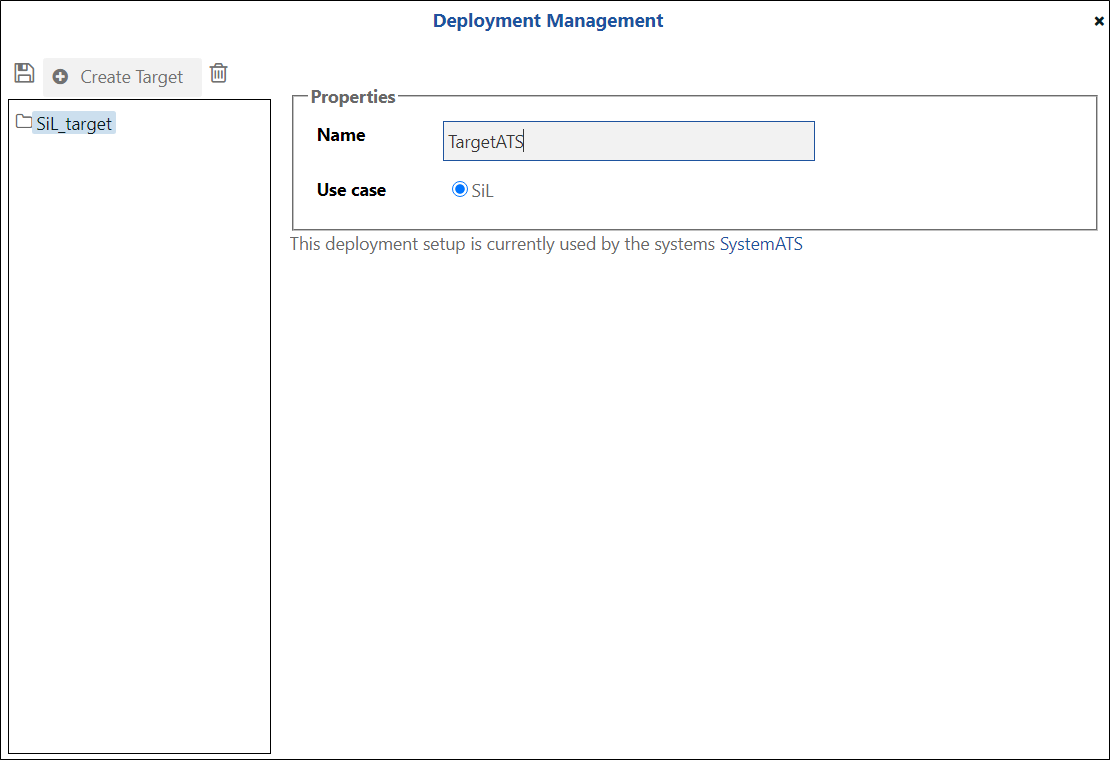 Deployment Management
Create Target
SiL_target
Properties
Name
TargetATS
Use case
SiL
This deployment setup is currently used by the systems SystemATS